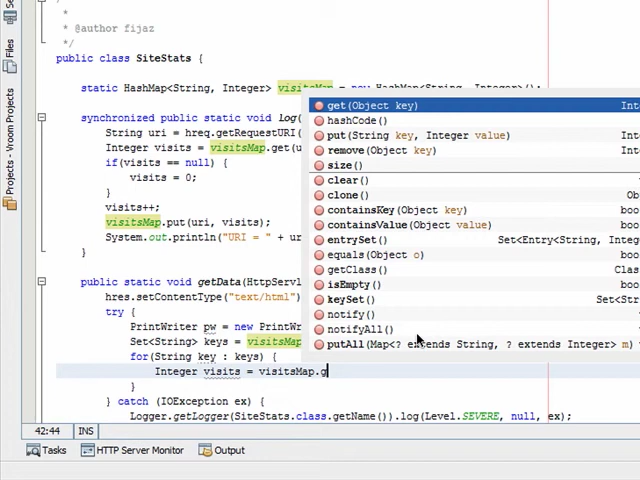 *
* @author fijaz
*/
public class SiteStats {
static HashMap<String, Integer> visitsMap = new HashMap<String, Integer>();
get(Object key) Int
hashCode()
synchronized public static void log(
put(String key, Integer value)
String uri = hreq.getRequestURI(
Integer visits = visitsMap.get(u
remove(Object key) Int
if(visits == null) {
size()
visits = 0;
clear()
}
clone() Ob
visits++;
containsKey(Object key) boo
visitsMap.put(uri, visits);
containsValue(Object value) boo
System.out.println("URI = " + ur
entrySet() Set<Entry<String, Inte
}
equals(Object o) boo
getClass() Clas
public static void getData(HttpServl
isEmpty() boo
hres.setContentType("text/html")
keySet() Set<Str
try {
notify()
PrintWriter pw = new PrintWr
notifyAll()
Set<String> keys = visitsMap
putAll(Map<? extends String, ? extends Integer> m)
for(String key : keys) {
Integer visits = visitsMap.g
}
} catch (IOException ex) {
Logger.getLogger(SiteStats.class.getName()).log(Level.SEVERE, null, ex);
42:44 INS
Tasks HTTP Server Monitor Output
Files
Projects - Vroom Projects